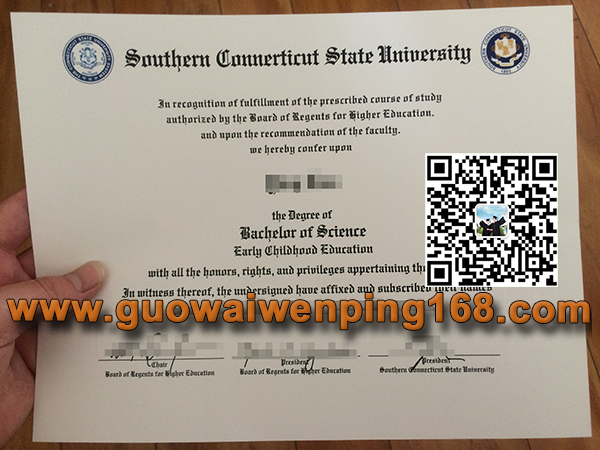 Southern Connecticut State University
In recognition of fulfillment of the prescribed course of study
authorized by the Board of Regents for Higher Education,
and upon the recommendation of the faculty,
we hereby confer upon
the Degree of
Bachelor of Science
Early Childhood Education
with all the honors, rights, and privileges appertaining
www.guowaiwenping168.com
In witness thereof, the undersigned have affixed and subscribed their names
Chair
Board of Regents for Higher Education
President
Board of Regents for Higher Education
President
Southern Connecticut State University